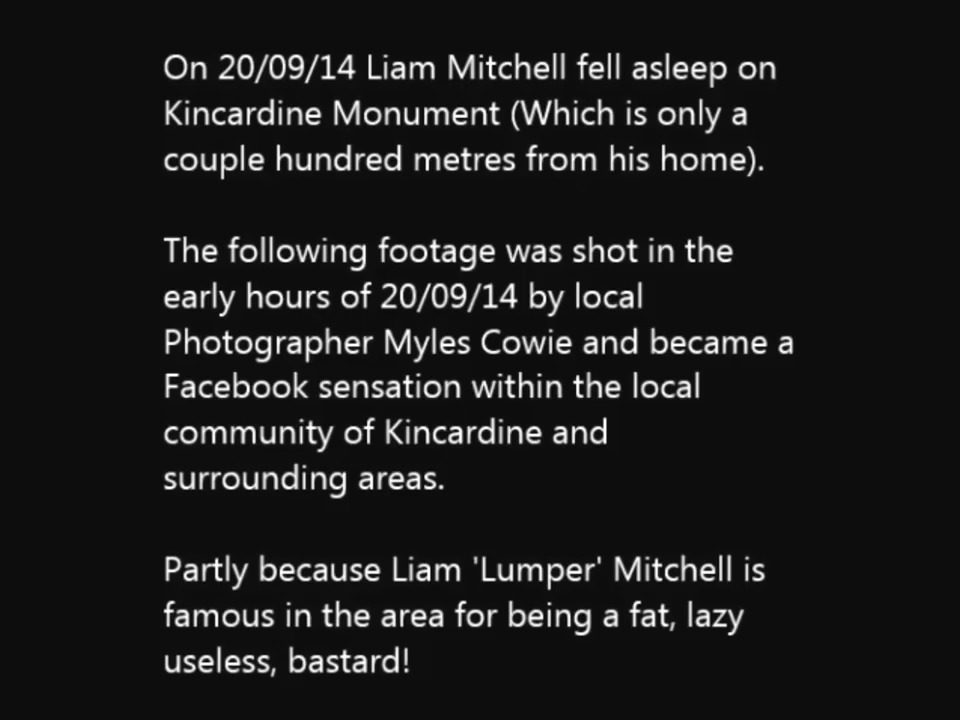 On 20/09/14 Liam Mitchell fell asleep on
Kincardine Monument (Which is only a
couple hundred metres from his home).
The following footage was shot in the
early hours of 20/09/14 by local
Photographer Myles Cowie and became a
Facebook sensation within the local
community of Kincardine and
surrounding areas.
Partly because Liam 'Lumper' Mitchell is
famous in the area for being a fat, lazy
useless, bastard!